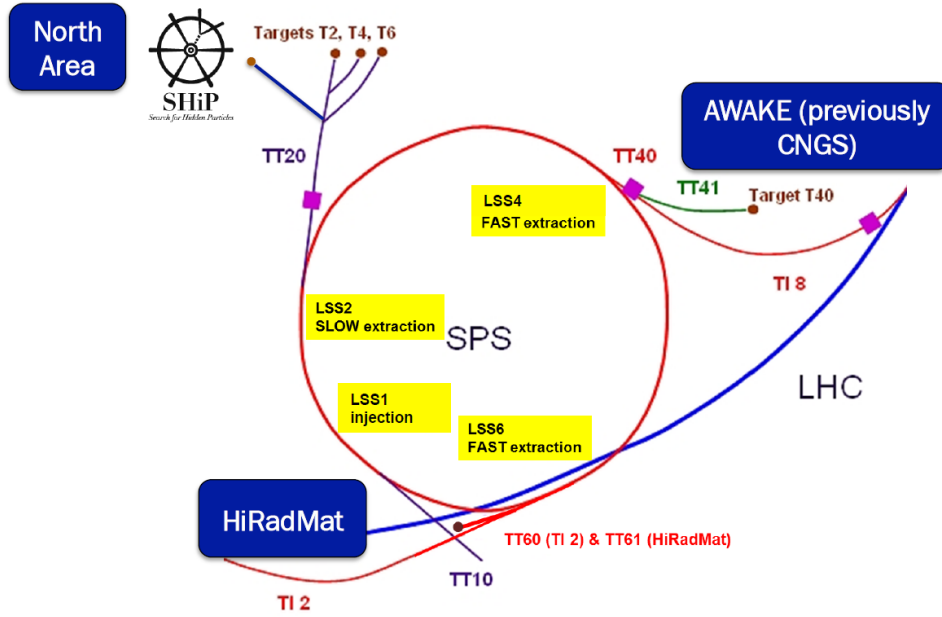 North
Area
SHiP
Search for Hidden Particles
Targets T2, T4, T6
AWAKE (previously
CNGS)
TT20
TT40
TT41
Target T40
LSS4
FAST extraction
TI 8
LSS2
SLOW extraction
SPS
LHC
LSS1
injection
LSS6
FAST extraction
HiRadMat
TT60 (TI 2) & TT61 (HiRadMat)
TT10
TI 2